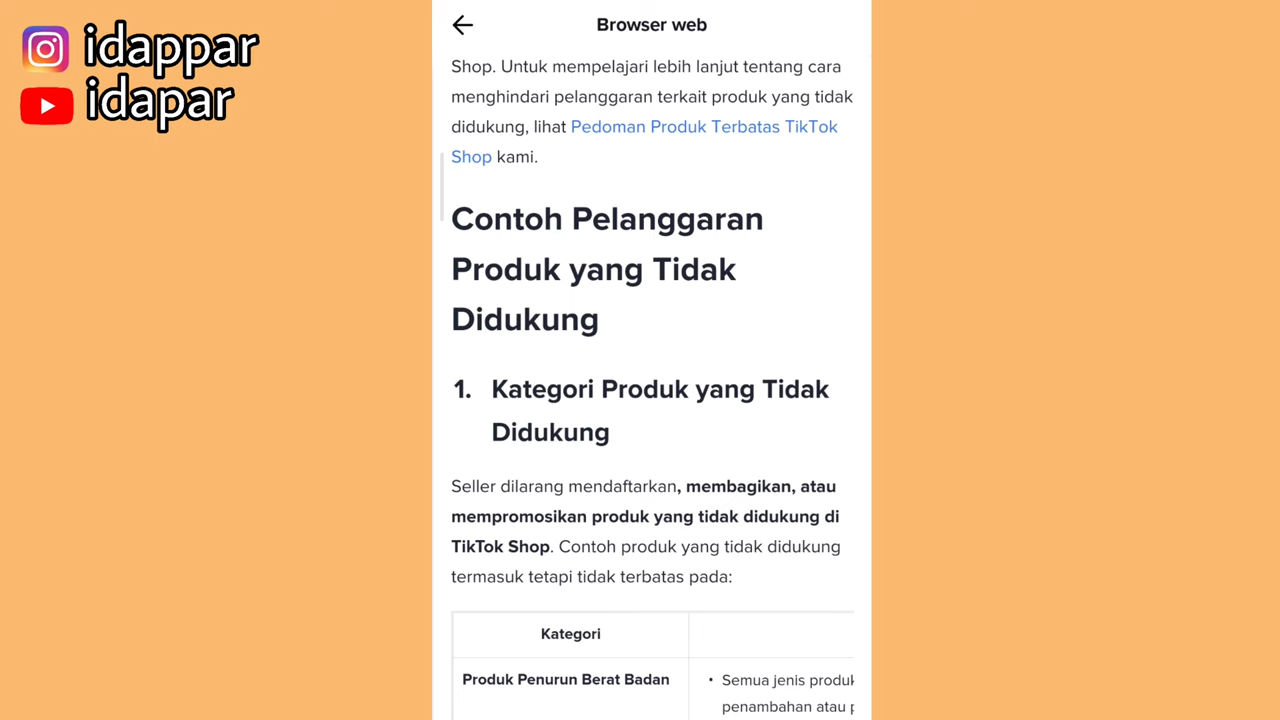 idappar
idapar
Browser web
Shop. Untuk mempelajari lebih lanjut tentang cara
menghindari pelanggaran terkait produk yang tidak
didukung, lihat Pedoman Produk Terbatas TikTok
Shop kami.
Contoh Pelanggaran
Produk yang Tidak
Didukung
1. Kategori Produk yang Tidak
Didukung
Seller dilarang mendaftarkan, membagikan, atau
mempromosikan produk yang tidak didukung di
TikTok Shop. Contoh produk yang tidak didukung
termasuk tetapi tidak terbatas pada:
Kategori
Produk Penurun Berat Badan
• Semua jenis produk
penambahan atau